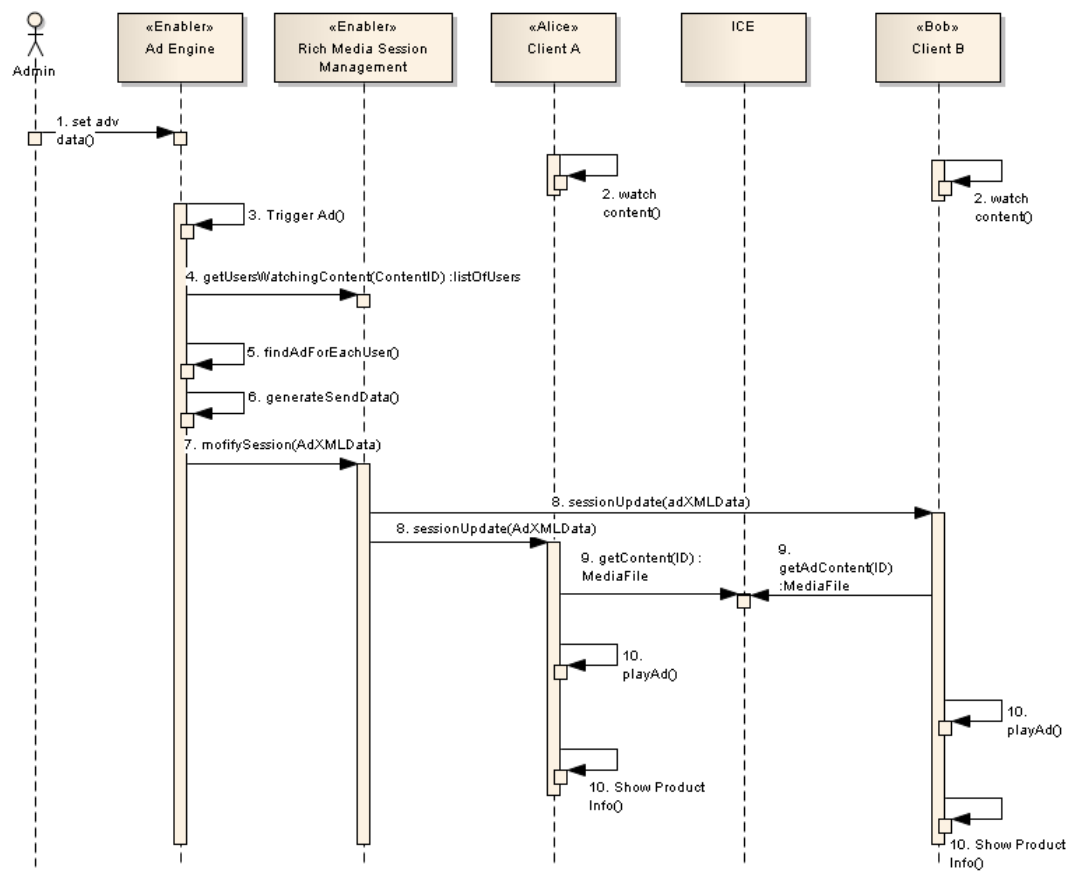 «Enabler»
Ad Engine
«Enabler»
Rich Media Session
Management
«Alice»
Client A
ICE
«Bob»
Client B
Admin
1. set adv
data()
2. watch
content()
2. watch
content()
3. Trigger Ad()
4. getUsersWatchingContent(ContentID) :listOfUsers
5. findAdForEachUser()
6. generateSendData()
7. mofifySession(AdXMLData)
8. sessionUpdate(adXMLData)
8. sessionUpdate(AdXMLData)
9. getContent(ID) :
MediaFile
9.
getAdContent(ID)
:MediaFile
10.
playAd()
10.
playAd()
10. Show Product
Info()
10. Show Product
Info()